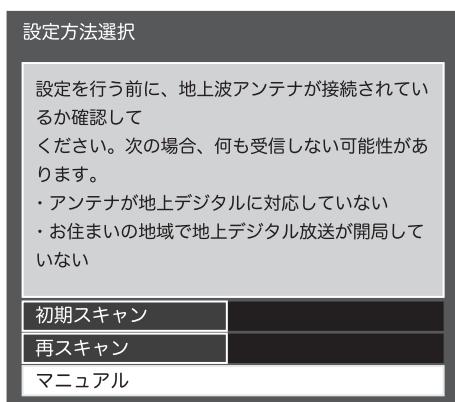 設定方法選択
設定を行う前に、地上波アンテナが接続されてい
るか確認して
ください。次の場合、何も受信しない可能性があ
ります。
・アンテナが地上デジタルに対応していない
・お住まいの地域で地上デジタル放送が開局して
いない
初期スキャン
再スキャン
マニュアル